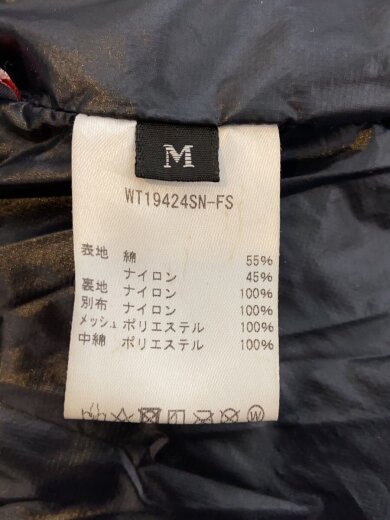 M
WT19424SN-FS
表地 綿 55%
ナイロン 45%
裏地 ナイロン 100%
別布 ナイロン 100%
メッシュ ポリエステル 100%
中綿 ポリエステル 100%